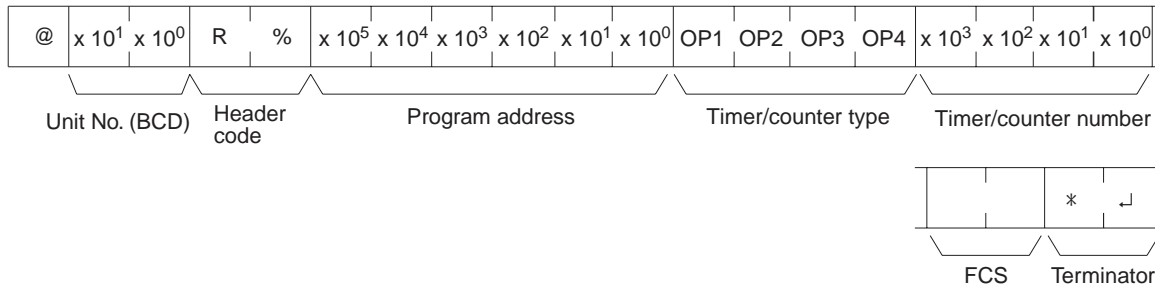 @ x 10¹ x 10⁰ R % x 10⁵ x 10⁴ x 10³ x 10² x 10¹ x 10⁰ OP1 OP2 OP3 OP4 x 10³ x 10² x 10¹ x 10⁰
Unit No. (BCD) Header code Program address Timer/counter type Timer/counter number
* ↵
FCS Terminator